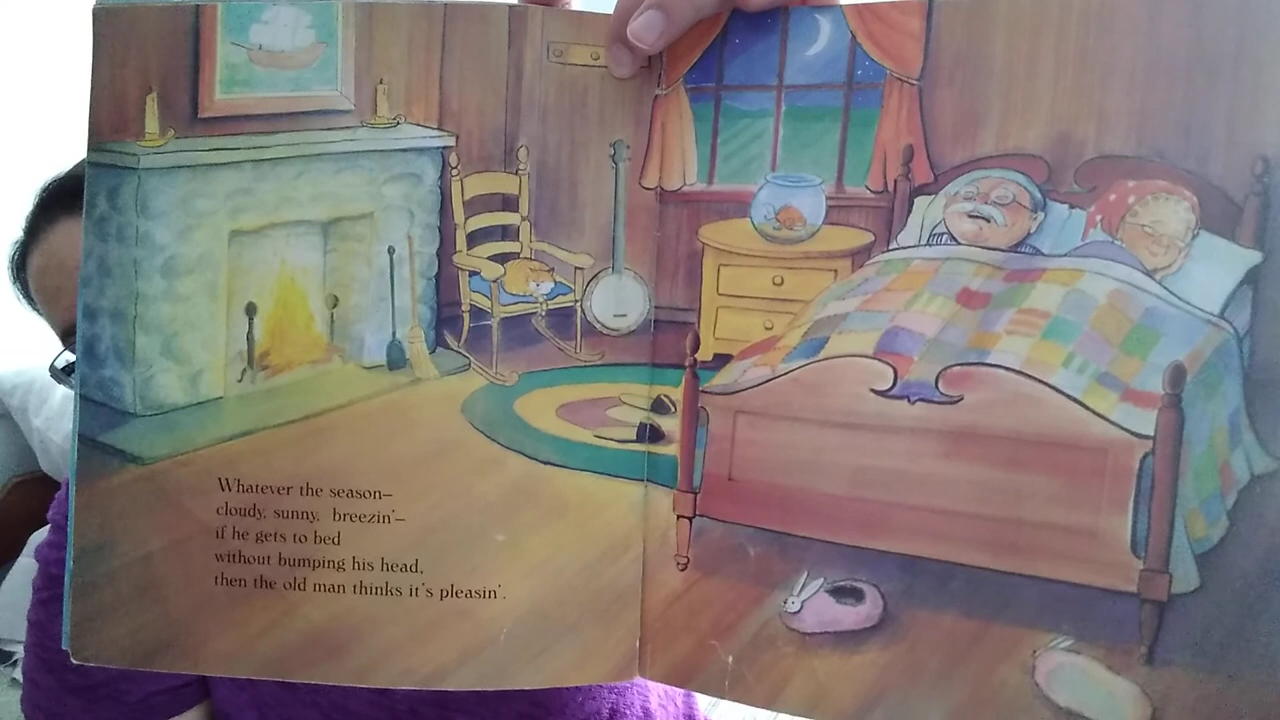 Whatever the season–
cloudy, sunny, breezin'–
if he gets to bed
without bumping his head,
then the old man thinks it's pleasin'.